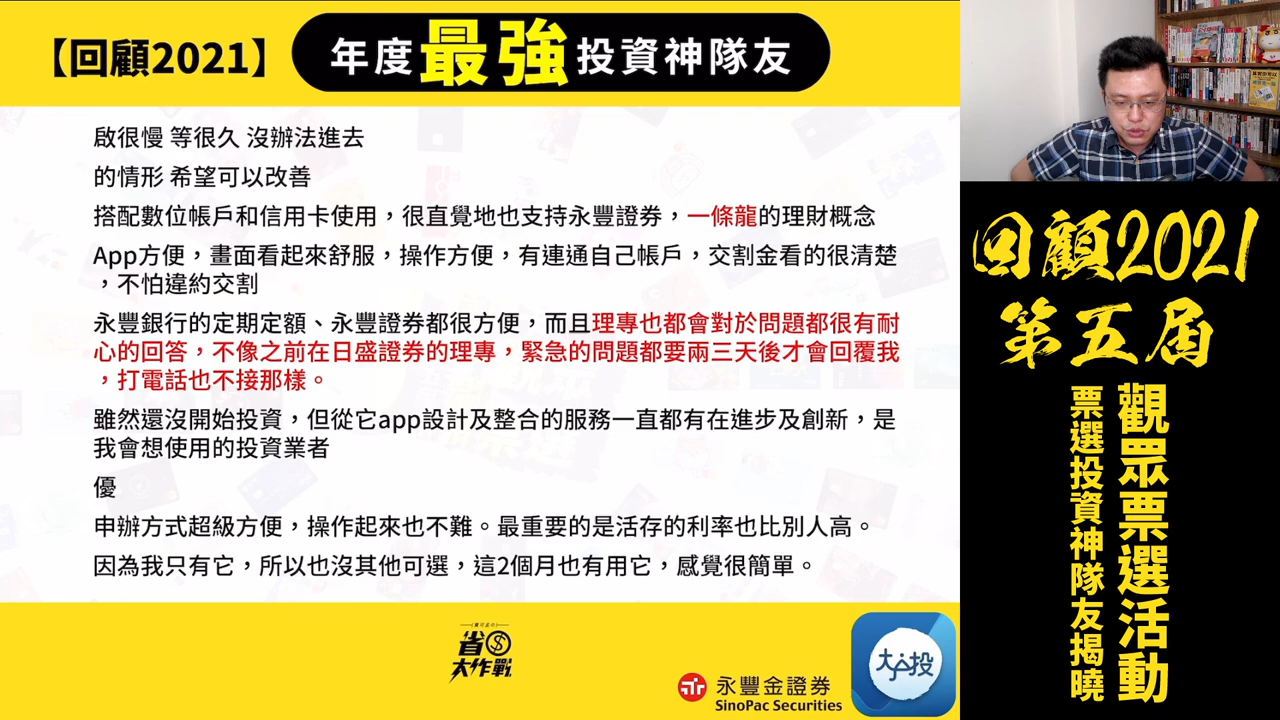 【回顧2021】 年度最強投資神隊友
啟很慢 等很久 沒辦法進去
的情形 希望可以改善
搭配數位帳戶和信用卡使用，很直覺地也支持永豐證券，一條龍的理財概念
App方便，畫面看起來舒服，操作方便，有連通自己帳戶，交割金看的很清楚
，不怕違約交割
永豐銀行的定期定額、永豐證券都很方便，而且理專也都會對於問題都很有耐
心的回答，不像之前在日盛證券的理專，緊急的問題都要兩三天後才會回覆我
，打電話也不接那樣。
雖然還沒開始投資，但從它app設計及整合的服務一直都有在進步及創新，是
我會想使用的投資業者
優
申辦方式超級方便，操作起來也不難。最重要的是活存的利率也比別人高。
因為我只有它，所以也沒其他可選，這2個月也有用它，感覺很簡單。
省
大作戰
永豐金證券
SinoPac Securities
大戶投
回顧2021
第五屆
觀眾票選活動
票選投資神隊友揭曉